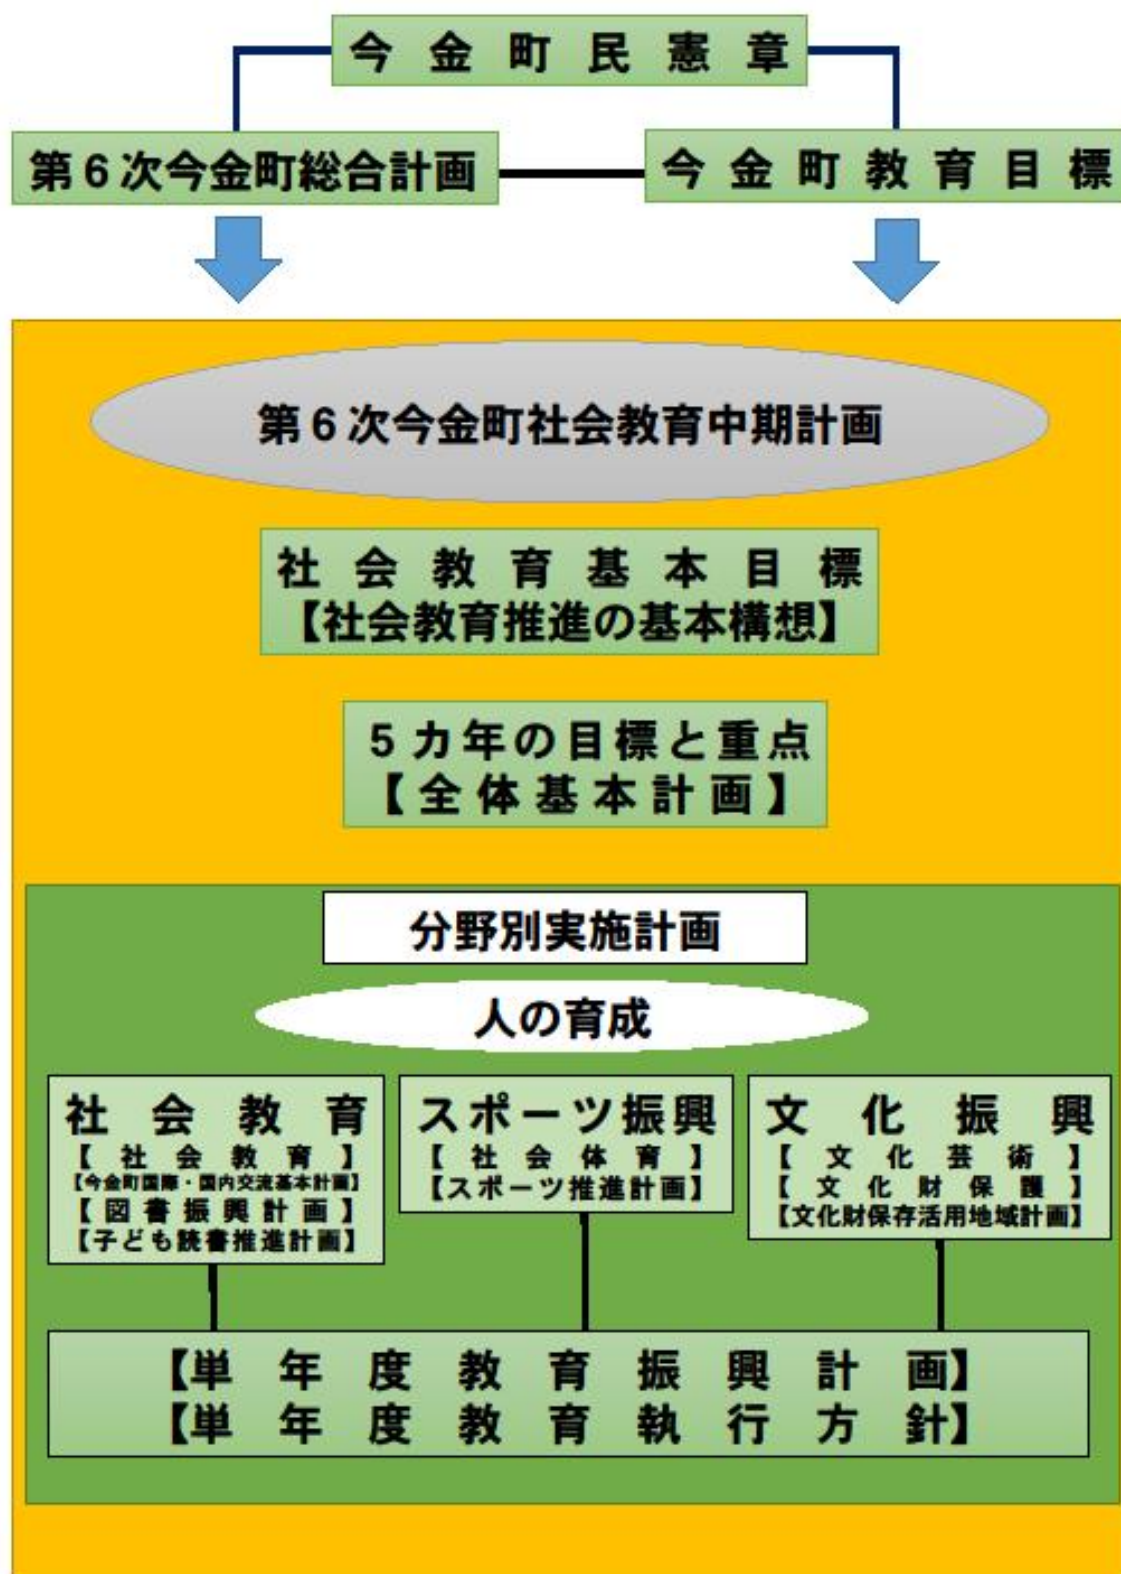 今金町民憲章
第6次今金町総合計画
今金町教育目標
第6次今金町社会教育中期計画
社会教育基本目標
【社会教育推進の基本構想】
5カ年の目標と重点
【全体基本計画】
分野別実施計画
人の育成
社会教育
【社会教育】
【今金町国際・国内交流基本計画】
【図書振興計画】
【子ども読書推進計画】
スポーツ振興
【社会体育】
【スポーツ推進計画】
文化振興
【文化芸術】
【文化財保護】
【文化財保存活用地域計画】
【単年度教育振興計画】
【単年度教育執行方針】